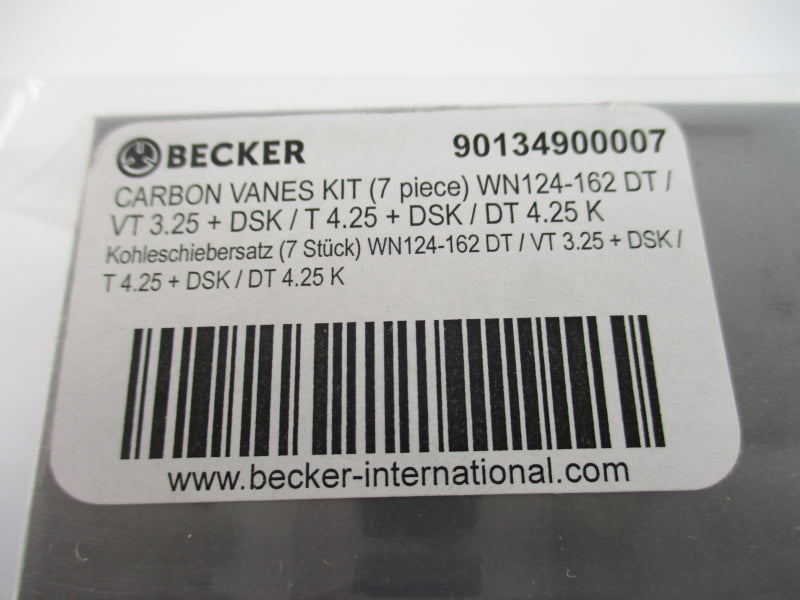 BECKER 90134900007
CARBON VANES KIT (7 piece) WN124-162 DT /
VT 3.25 + DSK / T 4.25 + DSK / DT 4.25 K
Kohleschiebersatz (7 Stück) WN124-162 DT / VT 3.25 + DSK /
T 4.25 + DSK / DT 4.25 K
www.becker-international.com